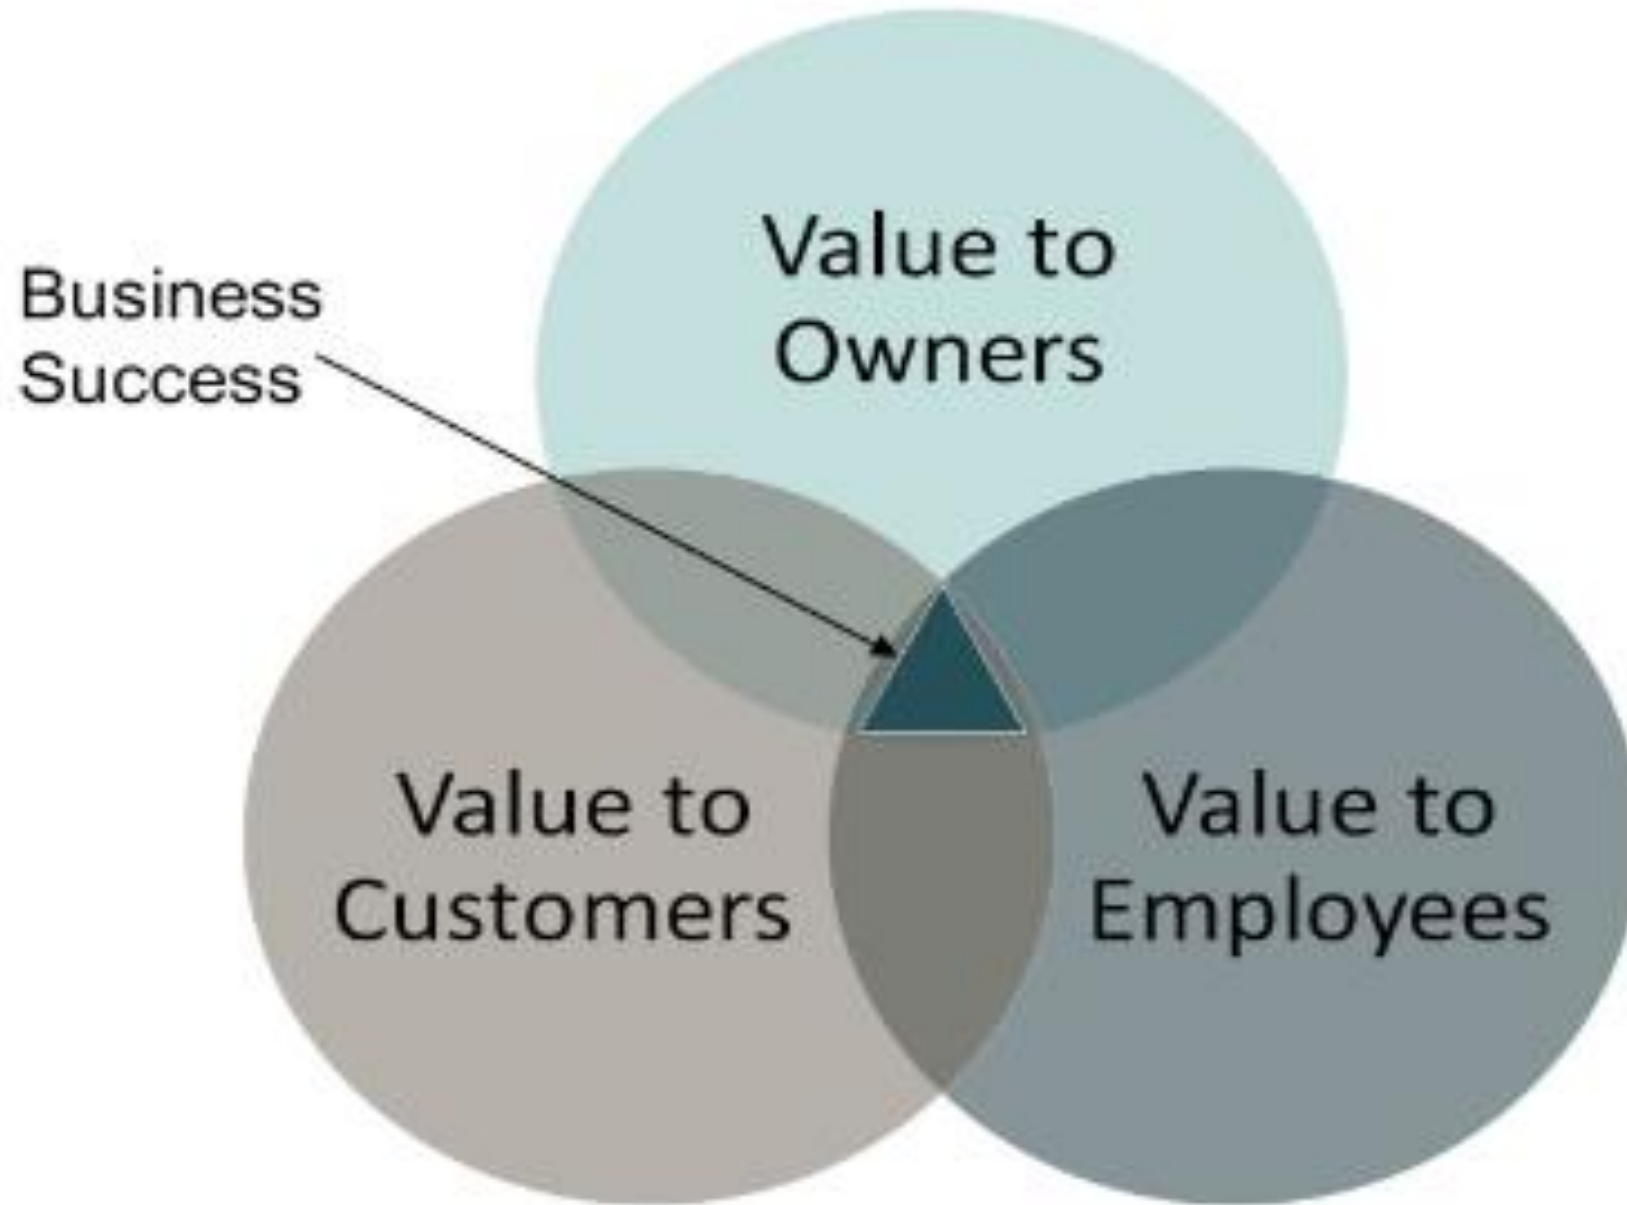 Value to
Owners
Business
Success
Value to
Customers
Value to
Employees